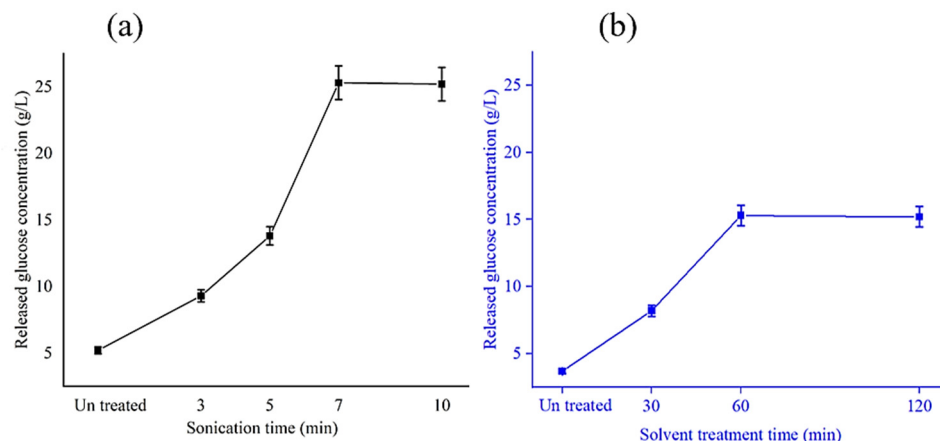 (a)
Released glucose concentration (g/L)
25
20
15
10
5
Un treated 3 5 7 10
Sonication time (min)
(b)
Released glucose concentration (g/L)
25
20
15
10
5
Un treated 30 60 120
Solvent treatment time (min)